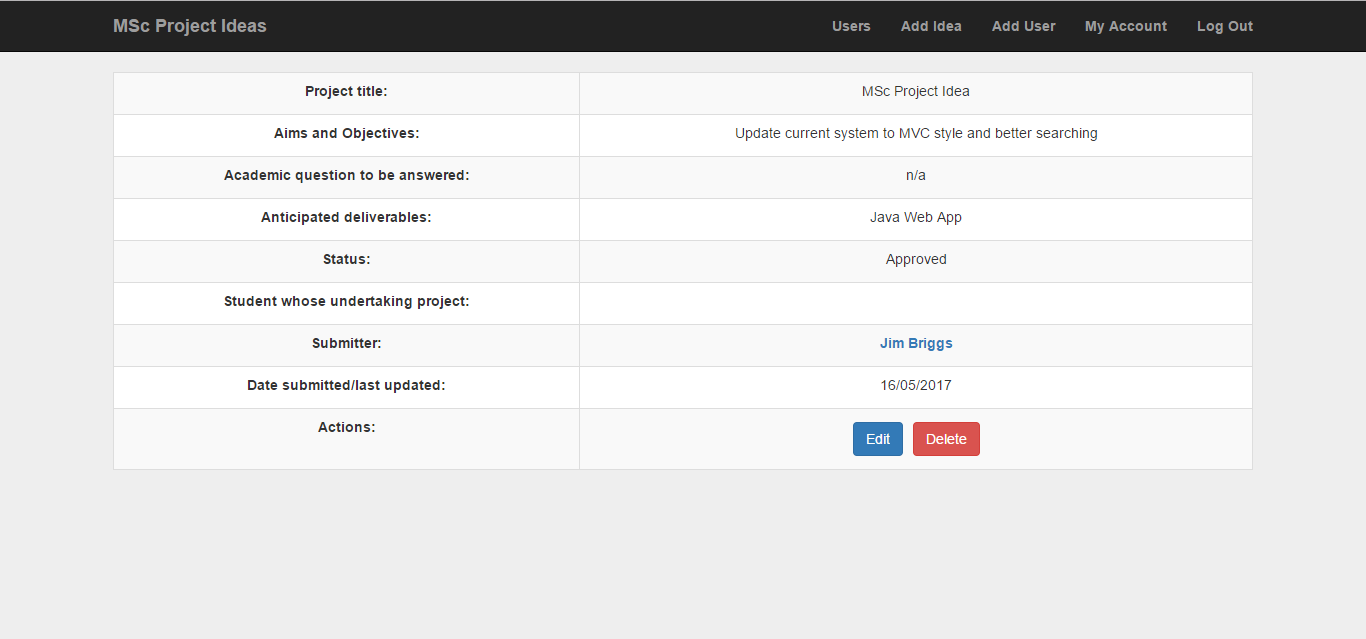 MSc Project Ideas Users Add Idea Add User My Account Log Out
Project title: MSc Project Idea
Aims and Objectives: Update current system to MVC style and better searching
Academic question to be answered: n/a
Anticipated deliverables: Java Web App
Status: Approved
Student whose undertaking project:
Submitter: Jim Briggs
Date submitted/last updated: 16/05/2017
Actions: Edit Delete